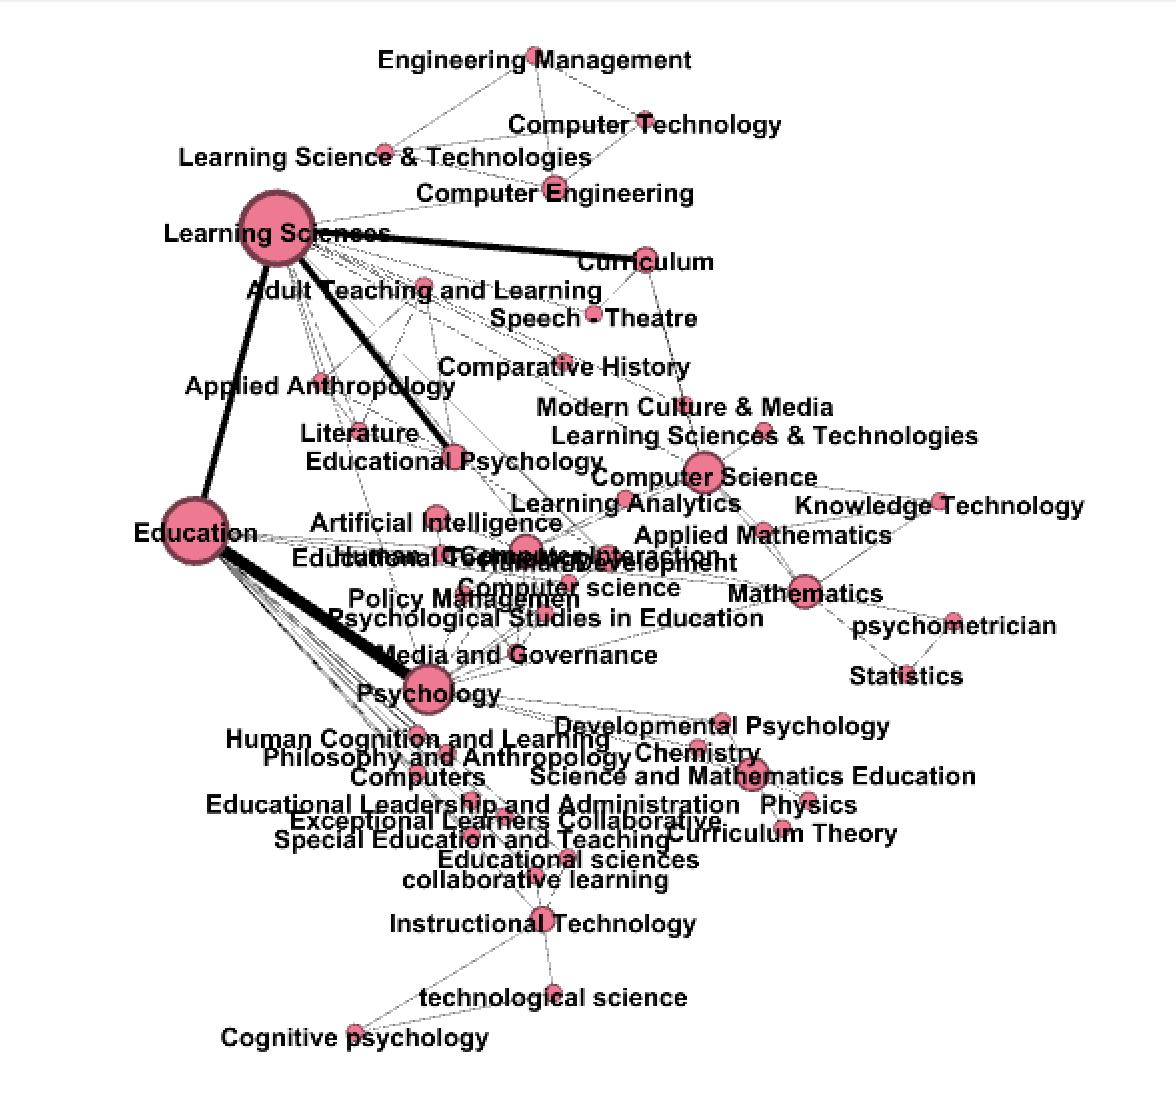 Engineering Management
Computer Technology
Learning Science & Technologies
Computer Engineering
Learning Sciences
Curriculum
Adult Teaching and Learning
Speech - Theatre
Comparative History
Applied Anthropology
Modern Culture & Media
Literature
Learning Sciences & Technologies
Educational Psychology
Computer Science
Learning Analytics
Knowledge Technology
Artificial Intelligence
Education
Applied Mathematics
Educational
Human Computer Interaction
Human Development
Computer science
Mathematics
Policy Managemen
Psychological Studies in Education
psychometrician
Media and Governance
Statistics
Psychology
Developmental Psychology
Human Cognition and Learning
Chemistry
Philosophy and Anthropology
Computers
Science and Mathematics Education
Educational Leadership and Administration
Physics
Exceptional Learners Collaborative
Curriculum Theory
Special Education and Teaching
Educational sciences
collaborative learning
Instructional Technology
technological science
Cognitive psychology